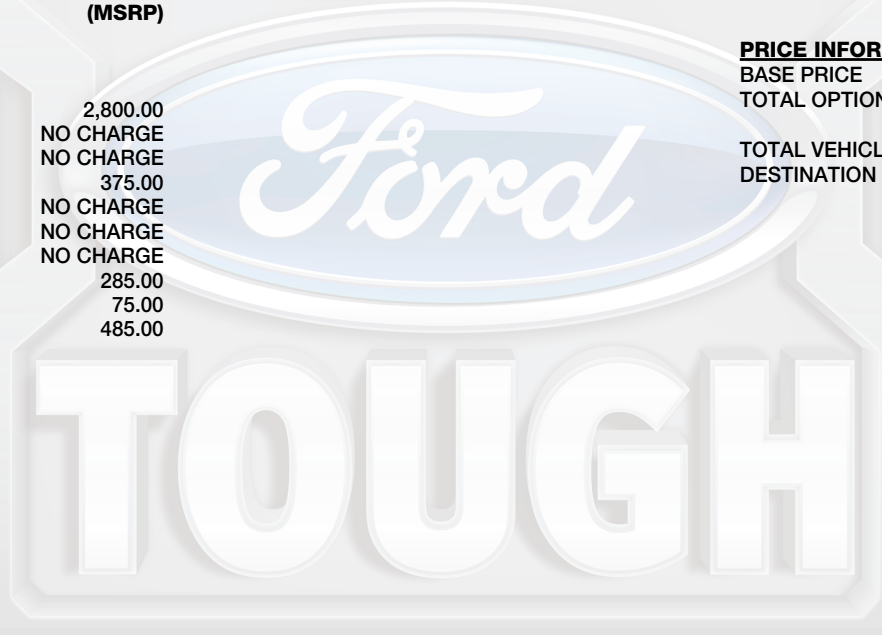 (MSRP)
2,800.00
NO CHARGE
NO CHARGE
375.00
NO CHARGE
NO CHARGE
NO CHARGE
285.00
75.00
485.00
PRICE INFOR
BASE PRICE
TOTAL OPTION
TOTAL VEHICL
DESTINATION
Ford
TOUGH